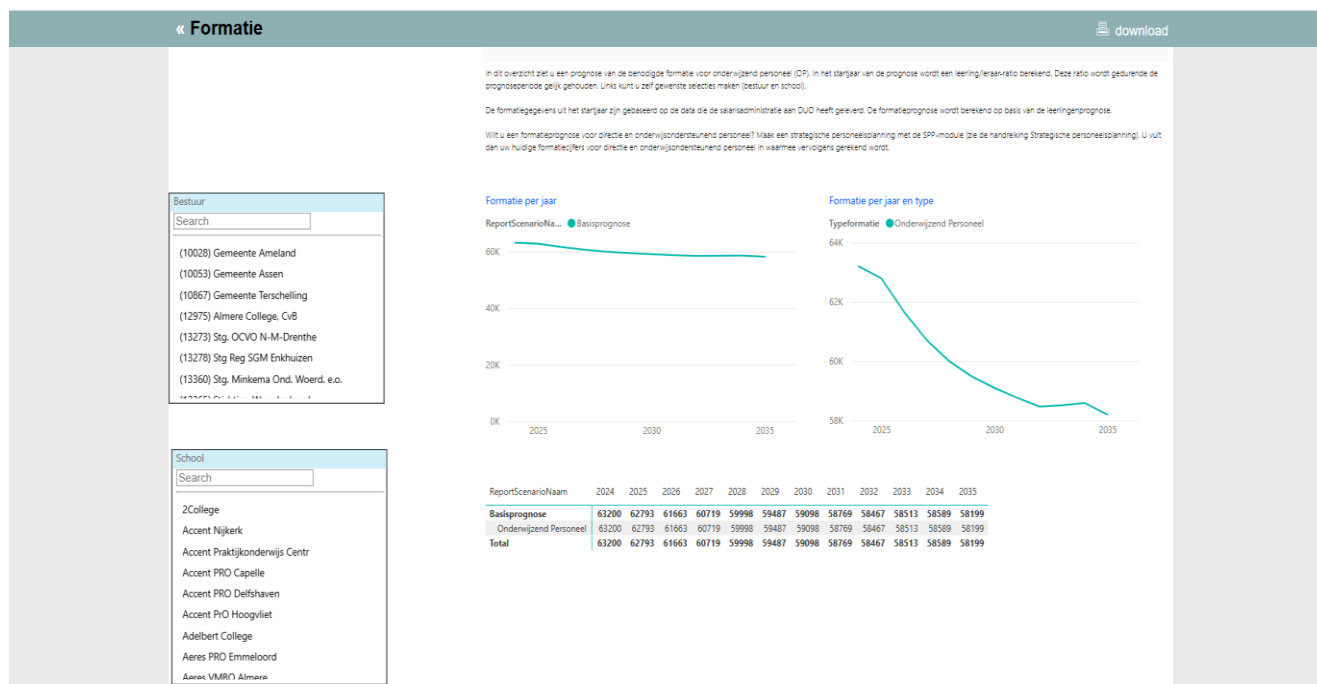 « Formatie
download
In dit overzicht ziet u een prognose van de benodigde formatie voor onderwijzend personeel (OP). In het startjaar van de prognose wordt een leerling/leraar-ratio berekend. Deze ratio wordt gedurende de
prognoseperiode gelijk gehouden. Links kunt u zelf gewenste selecties maken (bestuur en school).
De formatiegegevens uit het startjaar zijn gebaseerd op de data die de salarisadministratie aan DUO heeft geleverd. De formatieprognose wordt berekend op basis van de leerlingenprognose.
Wilt u een formatieprognose voor directie en onderwijsondersteunend personeel? Maak een strategische personeelsplanning met de SPP-module (zie de handreiking Strategische personeelsplanning). U vult
dan uw huidige formatiecijfers voor directie en onderwijsondersteunend personeel in waarmee vervolgens gerekend wordt.
Bestuur
Search
(10028) Gemeente Ameland
(10053) Gemeente Assen
(10867) Gemeente Terschelling
(12975) Almere College, CvB
(13273) Stg. OCVO N-M-Drenthe
(13278) Stg Reg SGM Enkhuizen
(13360) Stg. Minkema Ond. Woerd. e.o.
Formatie per jaar
ReportScenarioNa... Basisprognose
60K
40K
20K
0K
2025 2030 2035
Formatie per jaar en type
Typeformatie Onderwijzend Personeel
64K
62K
60K
58K
2025 2030 2035
School
Search
2College
Accent Nijkerk
Accent Praktijkonderwijs Centr
Accent PRO Capelle
Accent PRO Delfshaven
Accent PrO Hoogvliet
Adelbert College
Aeres PRO Emmeloord
Aeres VMBO Almere
ReportScenarioNaam 2024 2025 2026 2027 2028 2029 2030 2031 2032 2033 2034 2035
Basisprognose 63200 62793 61663 60719 59998 59487 59098 58769 58467 58513 58589 58199
Onderwijzend Personeel 63200 62793 61663 60719 59998 59487 59098 58769 58467 58513 58589 58199
Total 63200 62793 61663 60719 59998 59487 59098 58769 58467 58513 58589 58199